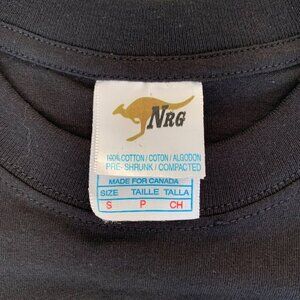 NRG
100% COTTON / COTON / ALGODON
PRE-SHRUNK / COMPACTED
MADE FOR CANADA
SIZE TAILLE TALLA
S P CH